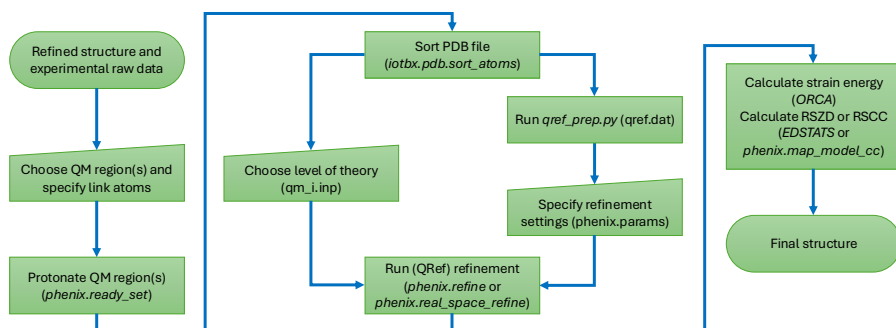 Refined structure and
experimental raw data
Choose QM region(s) and
specify link atoms
Protonate QM region(s)
(phenix.ready_set)
Sort PDB file
(iotbx.pdb.sort_atoms)
Choose level of theory
(qm_i.inp)
Run qref_prep.py (qref.dat)
Specify refinement
settings (phenix.params)
Run (QRef) refinement
(phenix.refine or
phenix.real_space_refine)
Calculate strain energy
(ORCA)
Calculate RSZD or RSCC
(EDSTATS or
phenix.map_model_cc)
Final structure